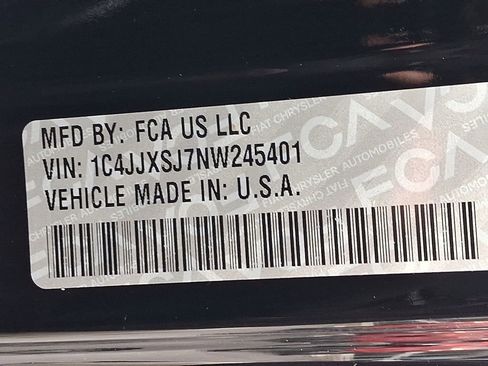 MFD BY: FCA US LLC
VIN: 1C4JJXSJ7NW245401
VEHICLE MADE IN: U.S.A.